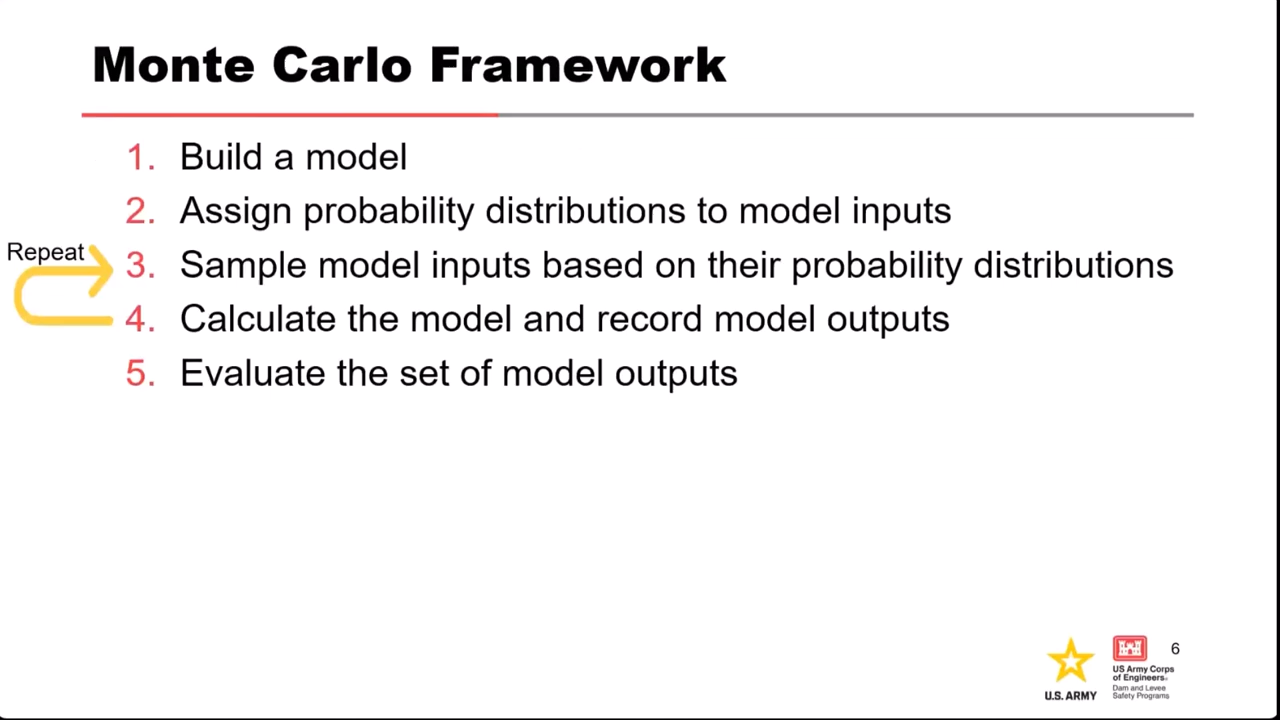 Monte Carlo Framework
1. Build a model
2. Assign probability distributions to model inputs
Repeat
3. Sample model inputs based on their probability distributions
4. Calculate the model and record model outputs
5. Evaluate the set of model outputs
U.S. ARMY
US Army Corps
of Engineers®
Dam and Levee
Safety Programs
6